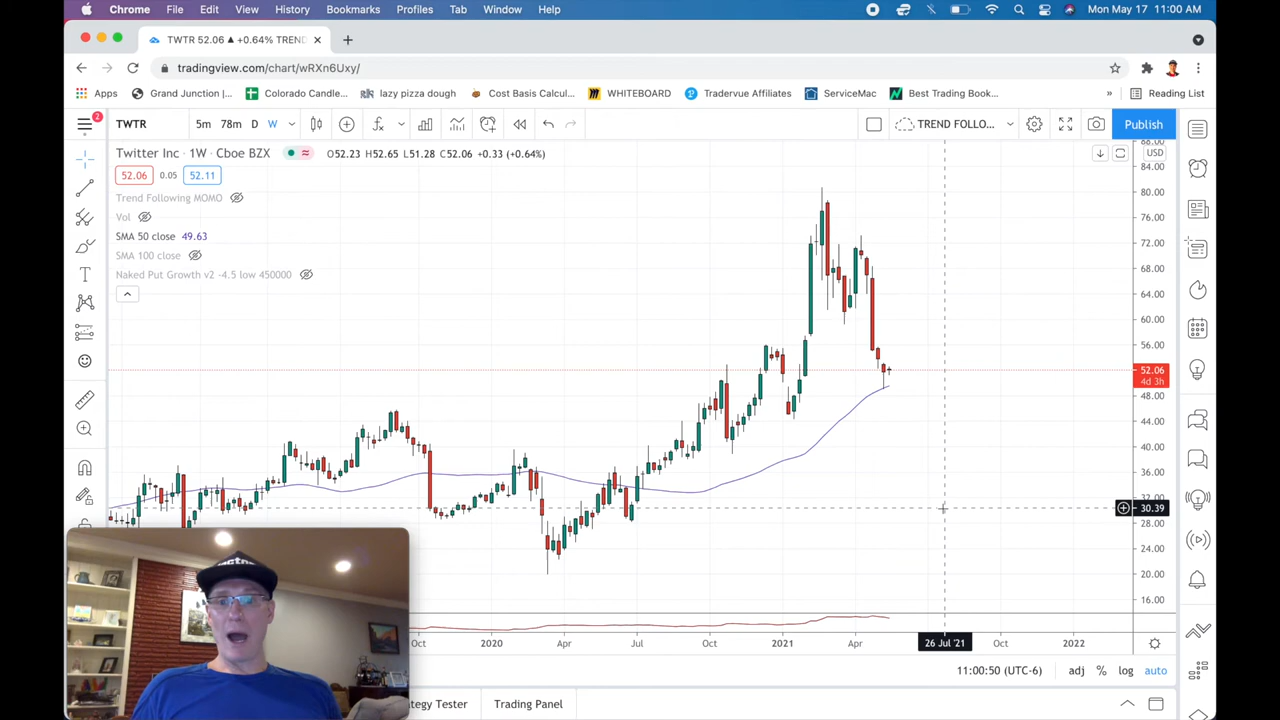 Chrome File Edit View History Bookmarks Profiles Tab Window Help Mon May 17 11:00 AM
TWTR 52.06 ▲ +0.64% TREND
tradingview.com/chart/wRXn6Uxy/
Apps Grand Junction |... Colorado Candle... lazy pizza dough Cost Basis Calcul... WHITEBOARD Tradervue Affiliates ServiceMac Best Trading Book... » Reading List
2
TWTR 5m 78m D W TREND FOLLO... Publish
Twitter Inc · 1W · Cboe BZX O52.23 H52.65 L51.28 C52.06 +0.33 (+0.64%) USD
52.06 0.05 52.11
Trend Following MOMO
Vol
SMA 50 close 49.63
SMA 100 close
Naked Put Growth v2 -4.5 low 450000
88.00
84.00
80.00
76.00
72.00
68.00
64.00
60.00
56.00
52.06
4d 3h
48.00
44.00
40.00
36.00
32.00
30.39
28.00
24.00
20.00
16.00
Oct 2020 Apr Jul Oct 2021 Apr 26 Jul '21 Oct 2022
11:00:50 (UTC-6) adj % log auto
tegy Tester Trading Panel